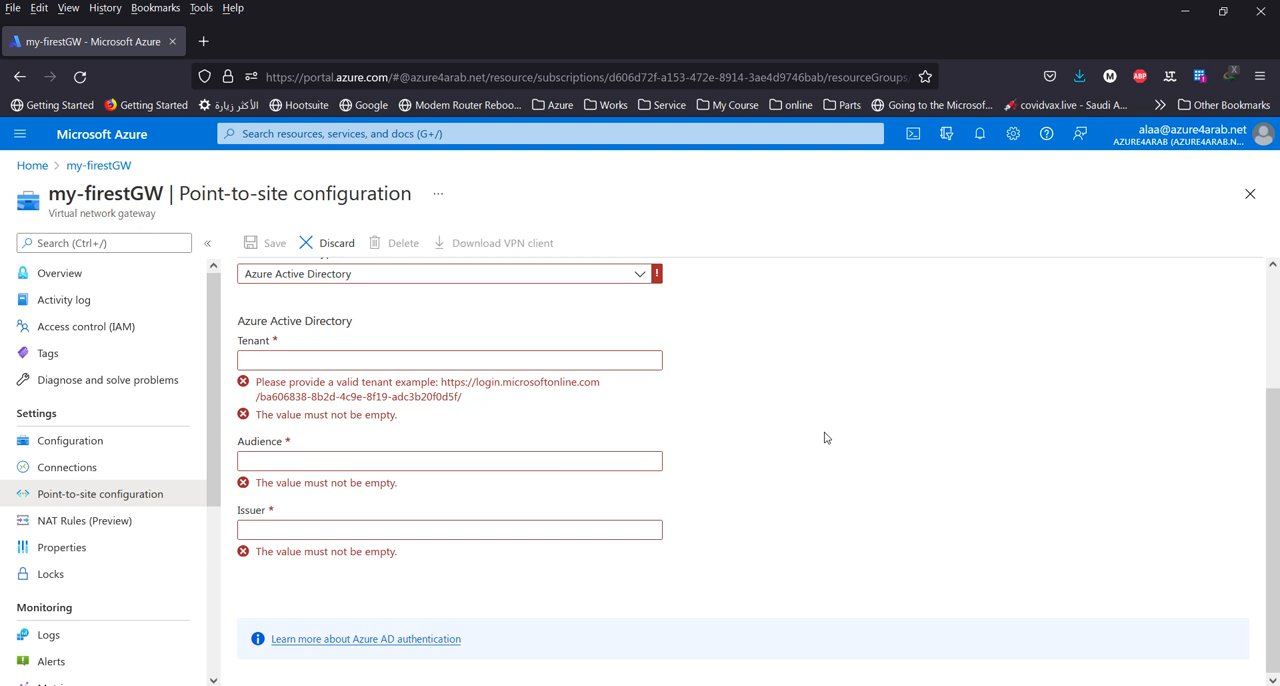 File Edit View History Bookmarks Tools Help
my-firestGW - Microsoft Azure
https://portal.azure.com/#@azure4arab.net/resource/subscriptions/d606d72f-a153-472e-8914-3ae4d9746bab/resourceGroups/
Getting Started Getting Started الأكثر زيارة Hootsuite Google Modem Router Reboo... Azure Works Service My Course online Parts Going to the Microsof... covidvax.live - Saudi A... Other Bookmarks
Microsoft Azure
Search resources, services, and docs (G+/)
alaa@azure4arab.net
AZURE4ARAB (AZURE4ARAB.N...
Home > my-firestGW
my-firestGW | Point-to-site configuration ...
Virtual network gateway
Search (Ctrl+/)
Save Discard Delete Download VPN client
Overview
Activity log
Access control (IAM)
Tags
Diagnose and solve problems
Settings
Configuration
Connections
Point-to-site configuration
NAT Rules (Preview)
Properties
Locks
Monitoring
Logs
Alerts
Azure Active Directory
Azure Active Directory
Tenant *
Please provide a valid tenant example: https://login.microsoftonline.com
/ba606838-8b2d-4c9e-8f19-adc3b20f0d5f/
The value must not be empty.
Audience *
The value must not be empty.
Issuer *
The value must not be empty.
Learn more about Azure AD authentication